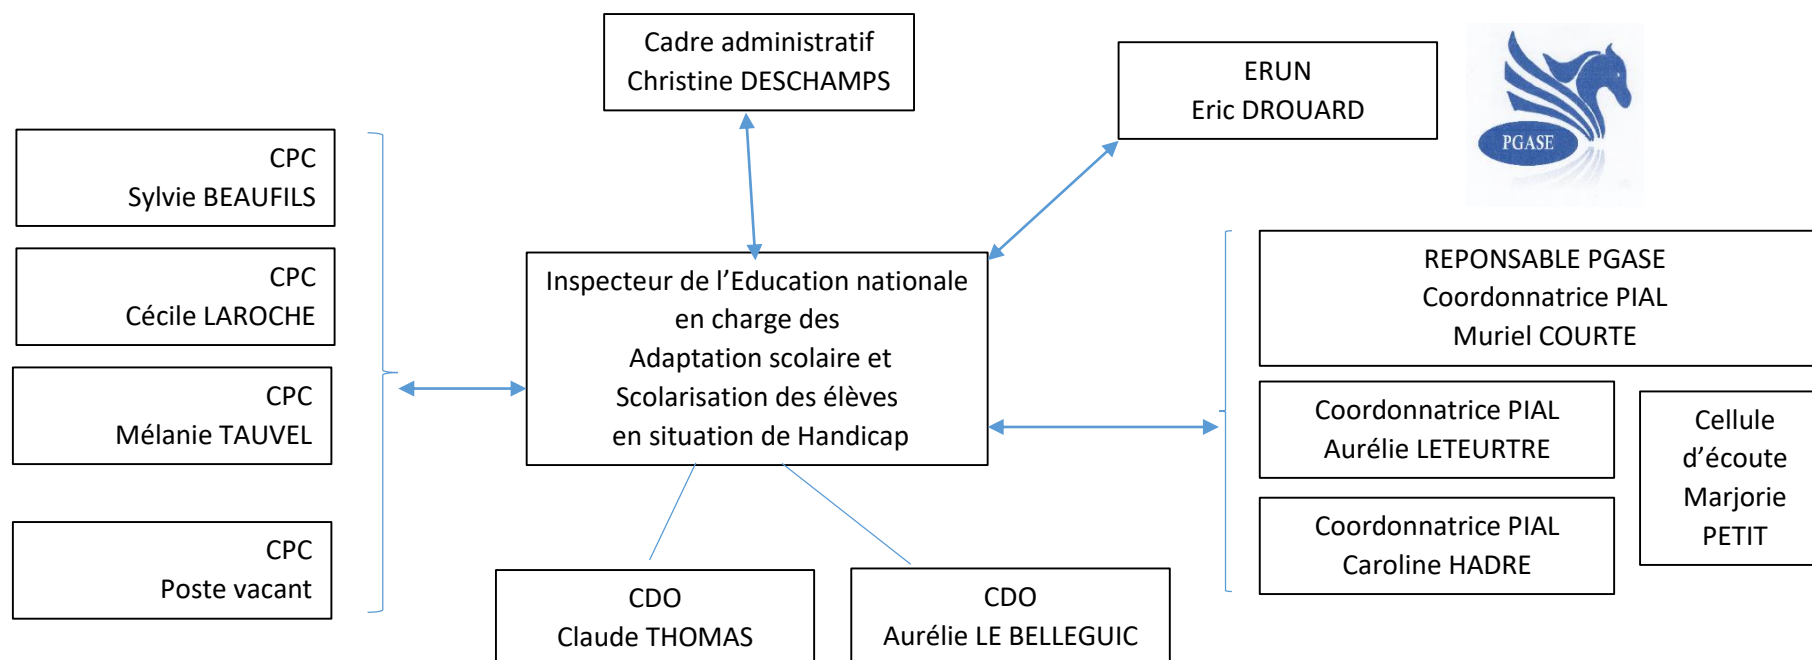 Cadre administratif
Christine DESCHAMPS
ERUN
Eric DROUARD
PGASE
CPC
Sylvie BEAUFILS
CPC
Cécile LAROCHE
CPC
Mélanie TAUVEL
CPC
Poste vacant
Inspecteur de l’Education nationale
en charge des
Adaptation scolaire et
Scolarisation des élèves
en situation de Handicap
REPONSABLE PGASE
Coordonnatrice PIAL
Muriel COURTE
Coordonnatrice PIAL
Aurélie LETEURTRE
Coordonnatrice PIAL
Caroline HADRE
Cellule
d’écoute
Marjorie
PETIT
CDO
Claude THOMAS
CDO
Aurélie LE BELLEGUIC